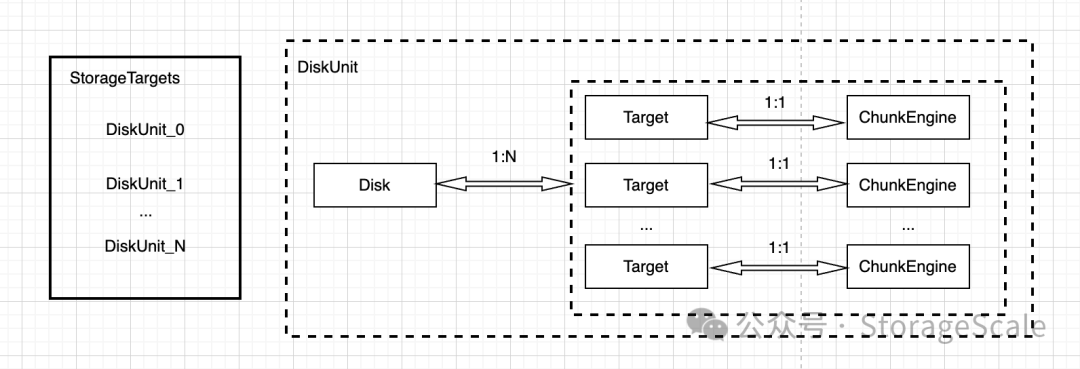 StorageTargets
DiskUnit_0
DiskUnit_1
...
DiskUnit_N
DiskUnit
Disk
1:N
Target
1:1
ChunkEngine
Target
1:1
ChunkEngine
...
...
Target
1:1
ChunkEngine
公众号 · StorageScale